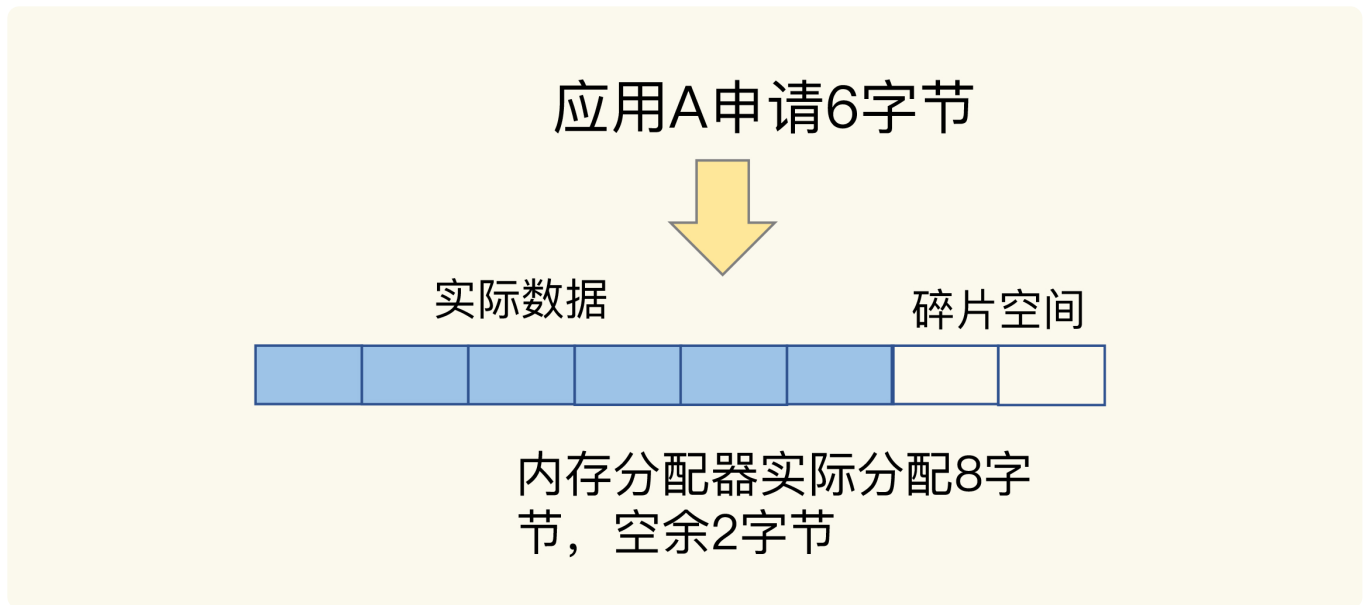 应用A申请6字节
实际数据
碎片空间
内存分配器实际分配8字
节，空余2字节